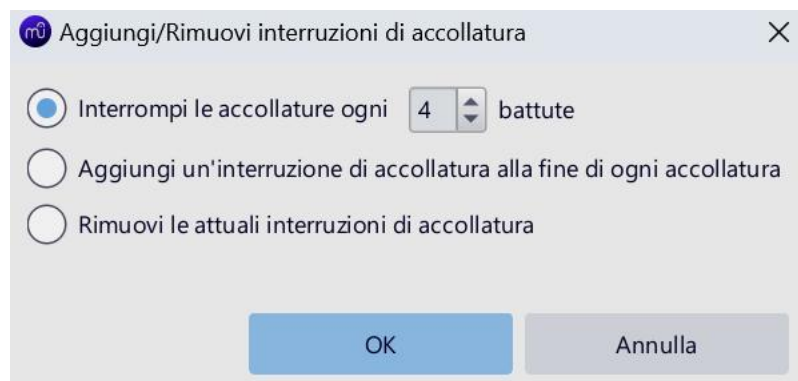 Aggiungi/Rimuovi interruzioni di accollatura
Interrompi le accollature ogni 4 battute
Aggiungi un'interruzione di accollatura alla fine di ogni accollatura
Rimuovi le attuali interruzioni di accollatura
OK Annulla